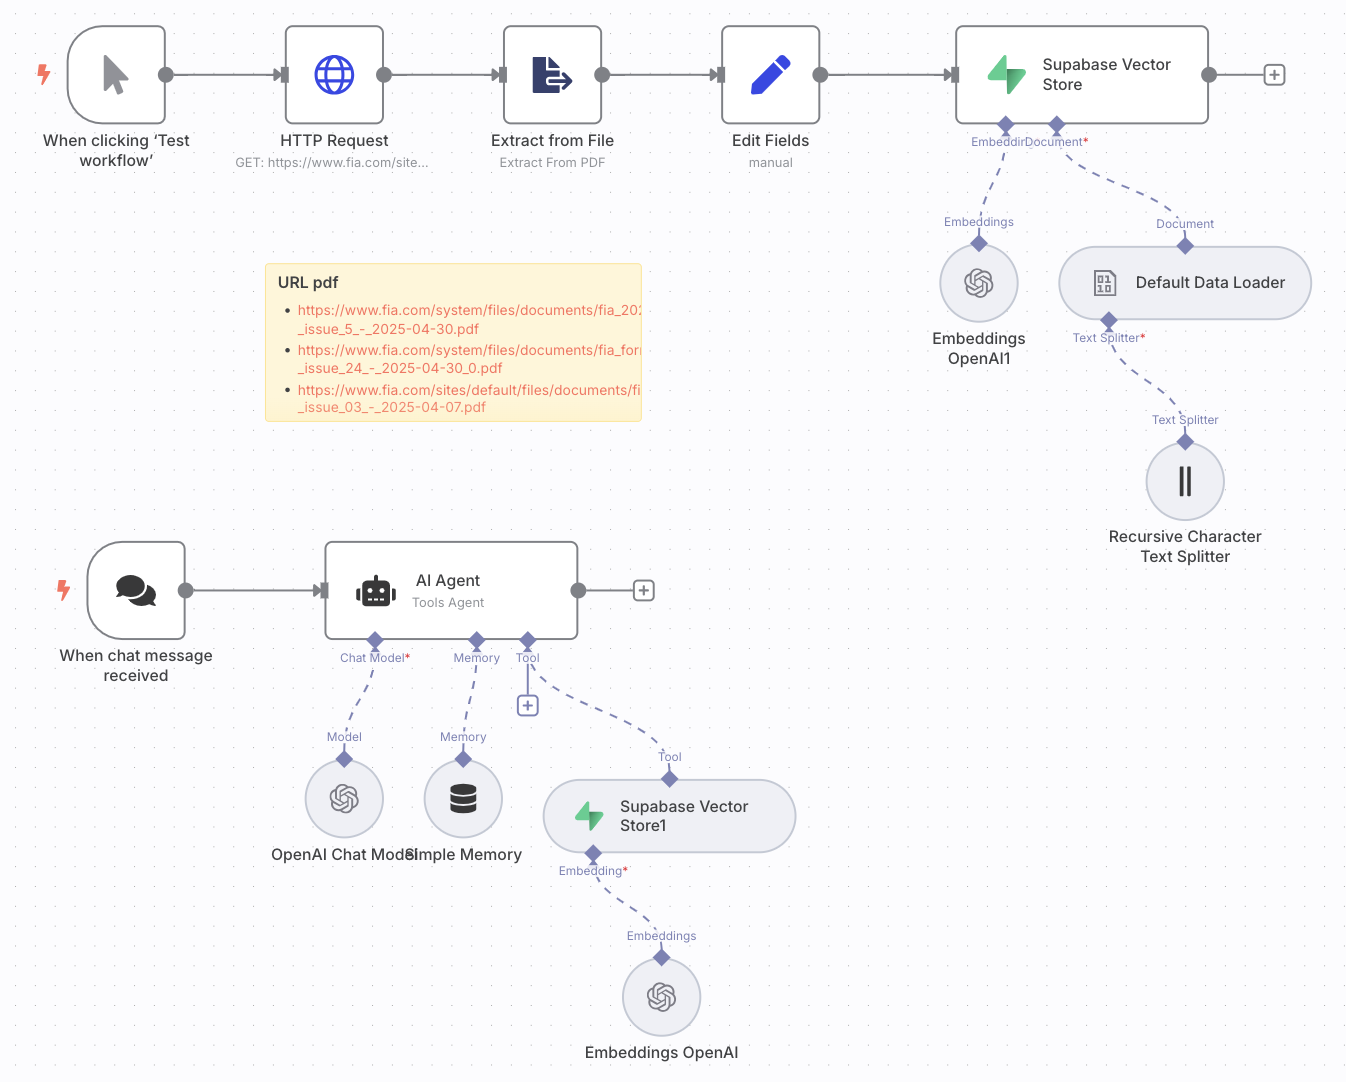 When clicking ‘Test
workflow’
HTTP Request
GET: https://www.fia.com/site...
Extract from File
Extract From PDF
Edit Fields
manual
Supabase Vector
Store
Document*
Embeddings
Document
Embeddings
OpenAI1
Default Data Loader
Text Splitter*
Text Splitter
Recursive Character
Text Splitter
URL pdf
• https://www.fia.com/system/files/documents/fia_202
_issue_5_-_2025-04-30.pdf
• https://www.fia.com/system/files/documents/fia_for
_issue_24_-_2025-04-30_0.pdf
• https://www.fia.com/sites/default/files/documents/fi
_issue_03_-_2025-04-07.pdf
When chat message
received
AI Agent
Tools Agent
Chat Model*
Memory
Tool
Model
Memory
Tool
OpenAI Chat Model
Simple Memory
Supabase Vector
Store1
Embedding*
Embeddings
Embeddings OpenAI